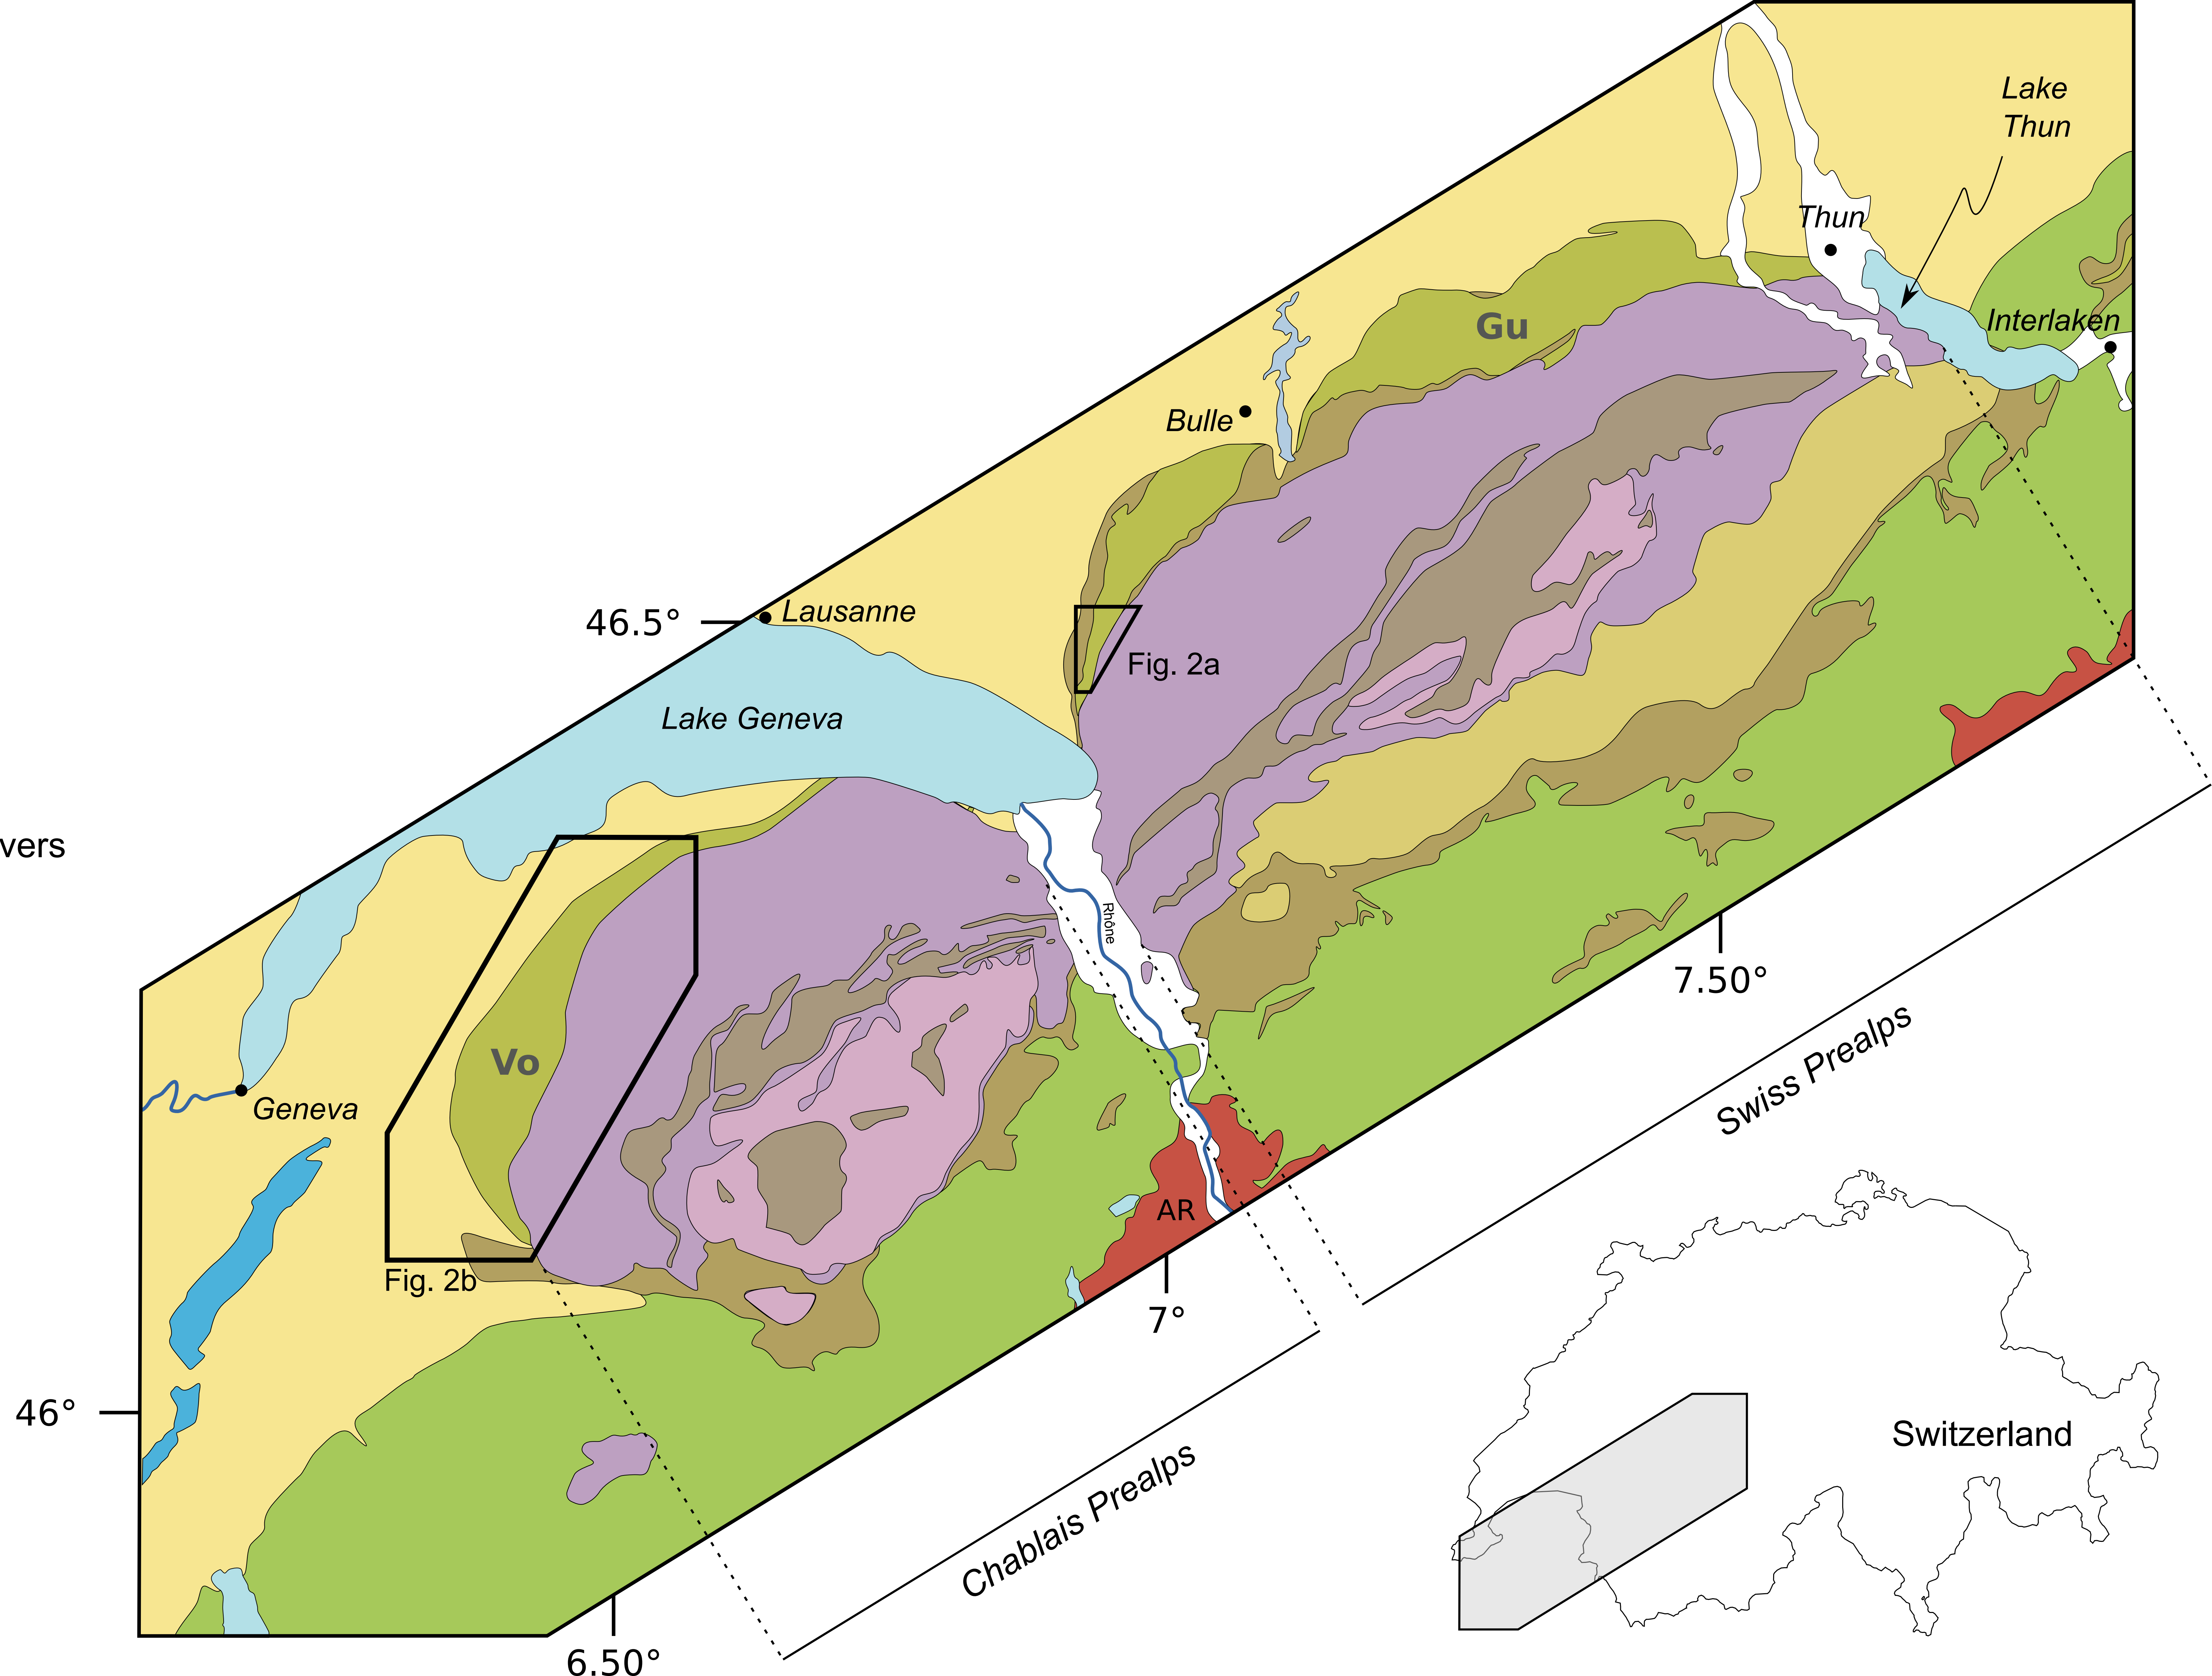 Lake
Thun
Thun
Interlaken
Gu
Bulle
46.5°
Lausanne
Fig. 2a
Lake Geneva
vers
Rhône
7.50°
Vo
Geneva
Swiss Prealps
AR
Fig. 2b
7°
46°
Switzerland
Chablais Prealps
6.50°